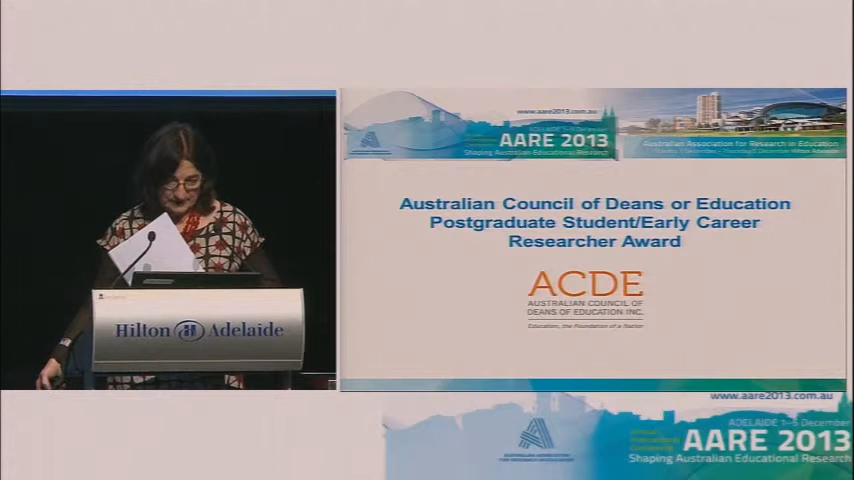 www.aare2013.com.au
AARE 2013
Shaping Australian Educational Research
Australian Association for Research in Education
Australian Council of Deans or Education
Postgraduate Student/Early Career
Researcher Award
ACDE
AUSTRALIAN COUNCIL OF
DEANS OF EDUCATION INC.
Education, the Foundation of a Nation
Hilton Adelaide
www.aare2013.com.au
ADELAIDE 1–5 December
AARE 2013
Shaping Australian Educational Research